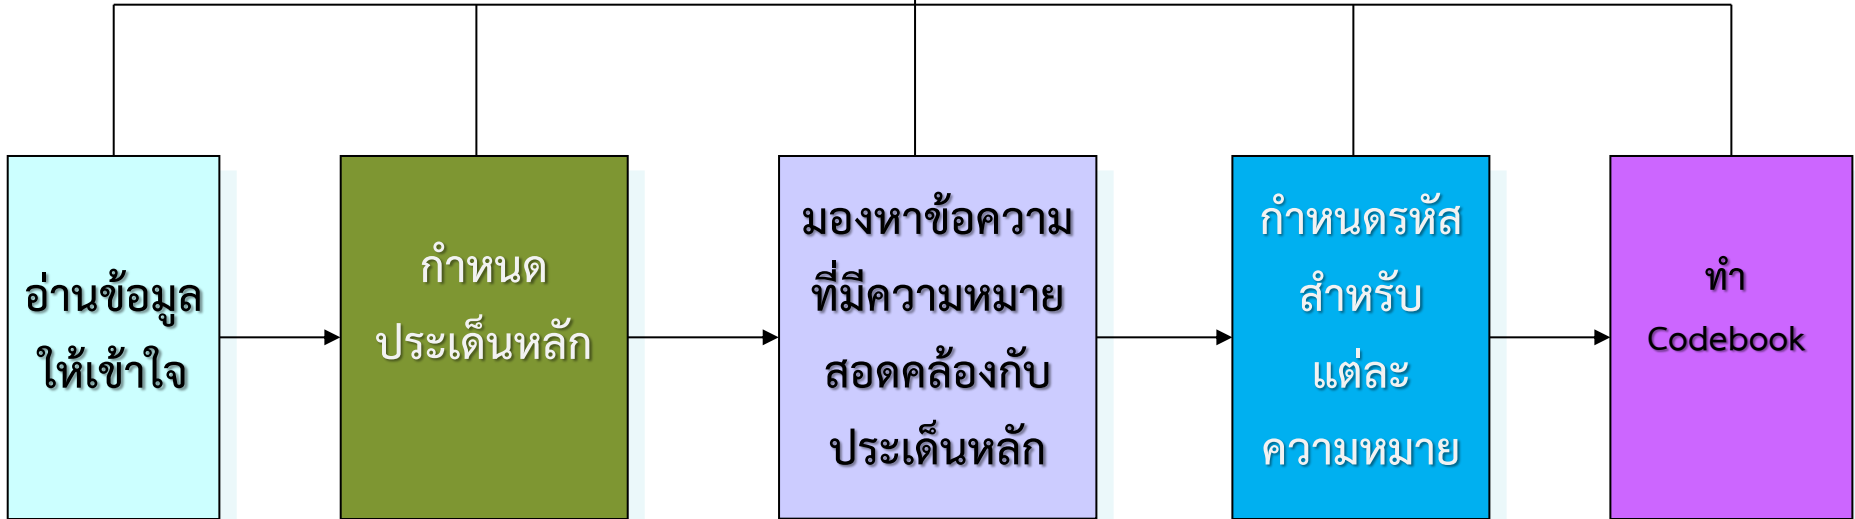 อ่านข้อมูล
ให้เข้าใจ
กำหนด
ประเด็นหลัก
มองหาข้อความ
ที่มีความหมาย
สอดคล้องกับ
ประเด็นหลัก
กำหนดรหัส
สำหรับ
แต่ละ
ความหมาย
ทำ
Codebook